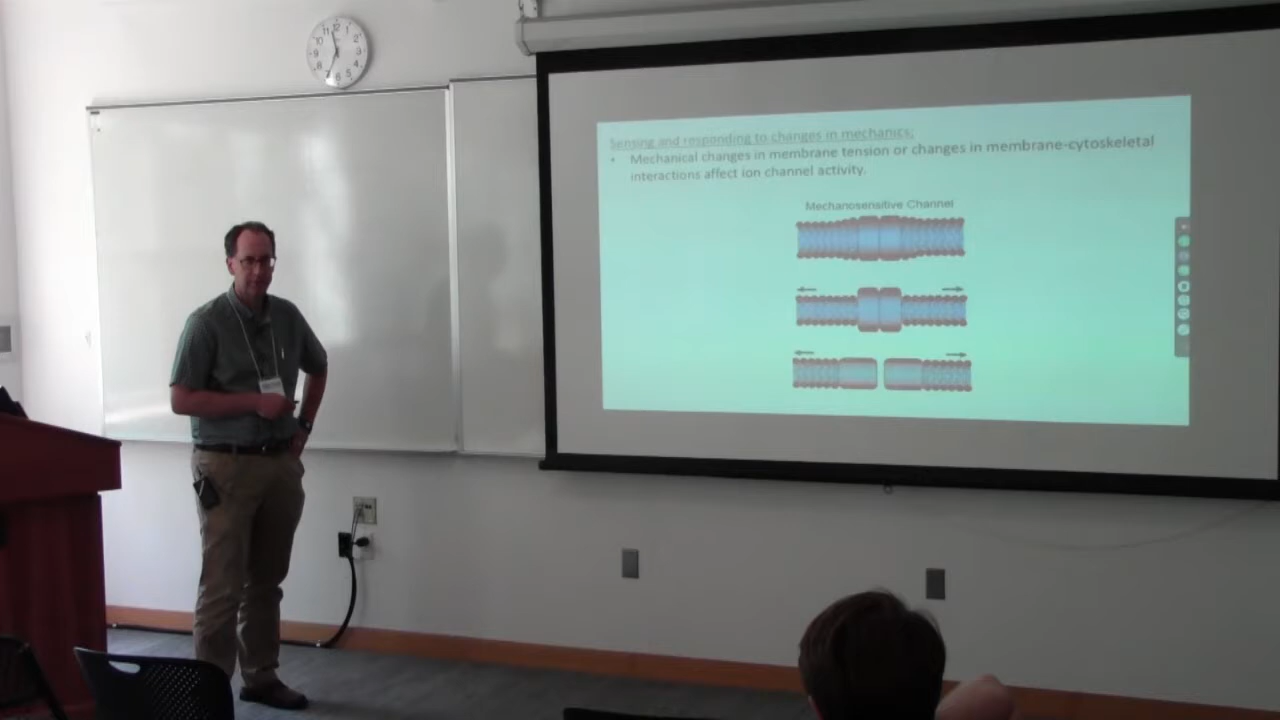 Sensing and responding to changes in mechanics:
• Mechanical changes in membrane tension or changes in membrane-cytoskeletal
interactions affect ion channel activity.
Mechanosensitive Channel